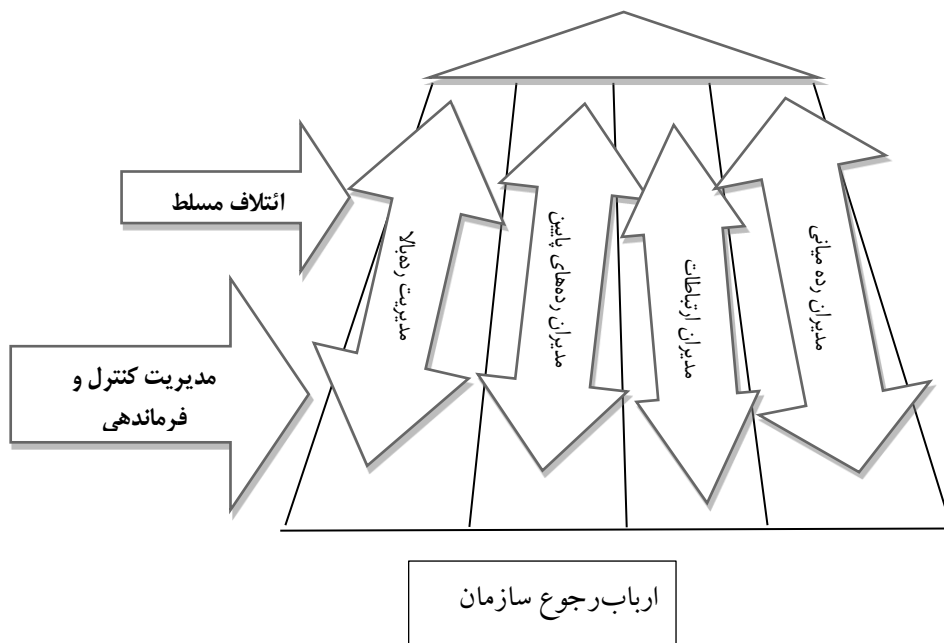 ائتلاف مسلط
مدیریت کنترل و
فرماندهی
مدیریت رده‌بالا
مدیران رده‌های پایین
مدیران ارتباطات
مدیران رده میانی
ارباب‌رجوع سازمان